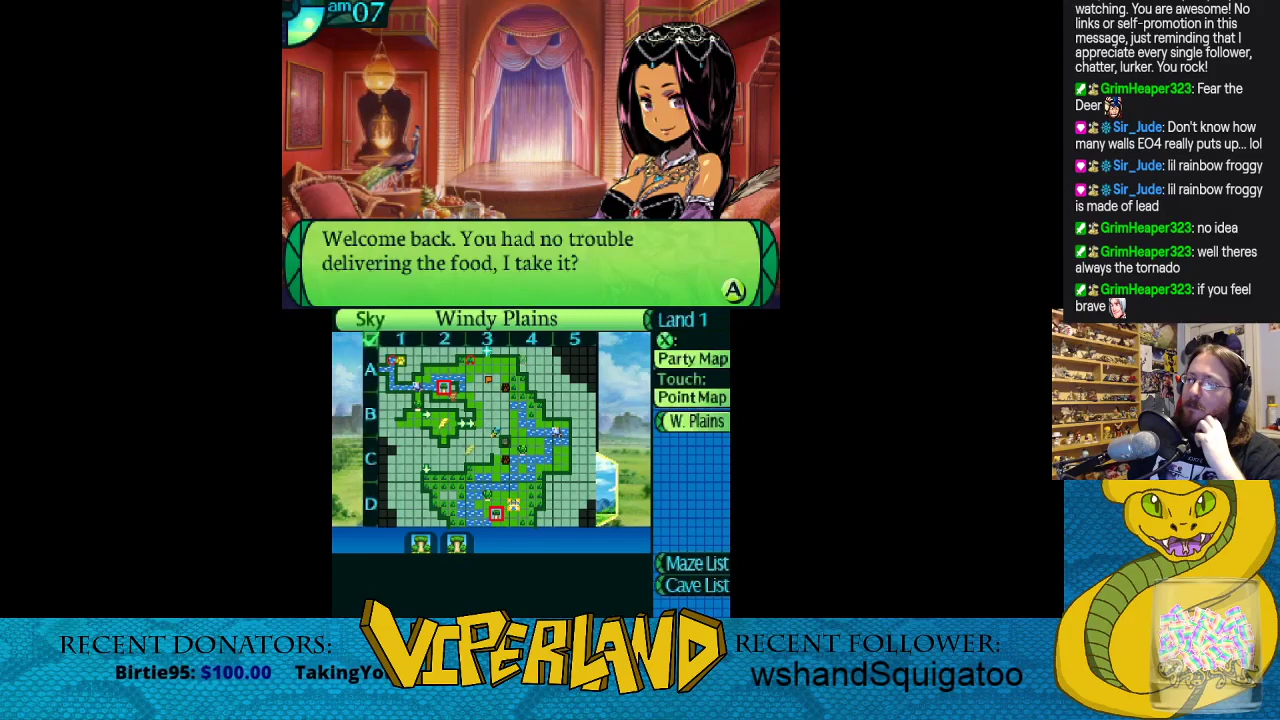 am 07
Welcome back. You had no trouble
delivering the food, I take it?
A
Sky Windy Plains Land 1
1 2 3 4 5
A
B
C
D
X:
Party Map
Touch:
Point Map
W. Plains
Maze List
Cave List
watching. You are awesome! No
links or self-promotion in this
message, just reminding that I
appreciate every single follower,
chatter, lurker. You rock!
GrimHeaper323: Fear the
Deer
Sir_Jude: Don't know how
many walls EO4 really puts up... lol
Sir_Jude: lil rainbow froggy
Sir_Jude: lil rainbow froggy
is made of lead
GrimHeaper323: no idea
GrimHeaper323: well theres
always the tornado
GrimHeaper323: if you feel
brave
RECENT DONATORS:
Birtie95: $100.00 TakingYo
VIPERLAND
RECENT FOLLOWER:
wshandSquigatoo